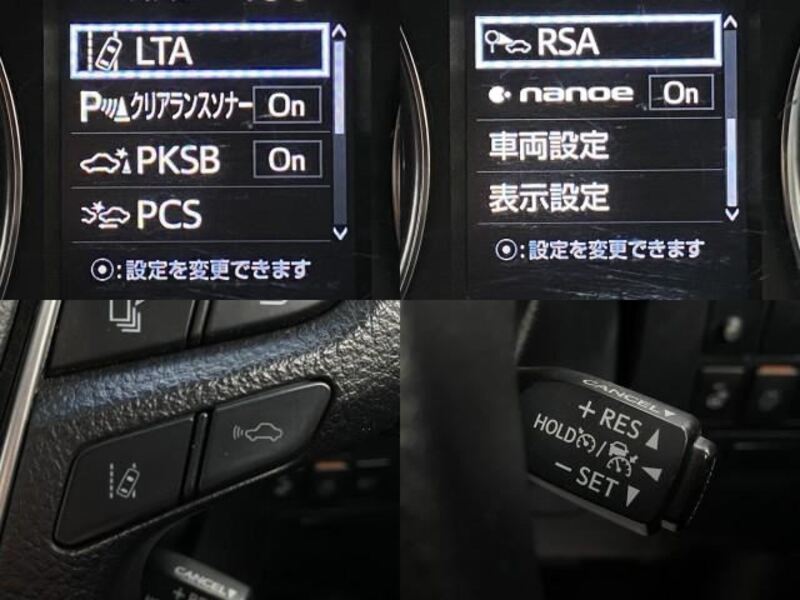 LTA
P クリアランスソナー On
PKSB On
PCS
:設定を変更できます
RSA
nanoe On
車両設定
表示設定
:設定を変更できます
CANCEL
+RES
CANCEL
+RES
HOLD /
-SET